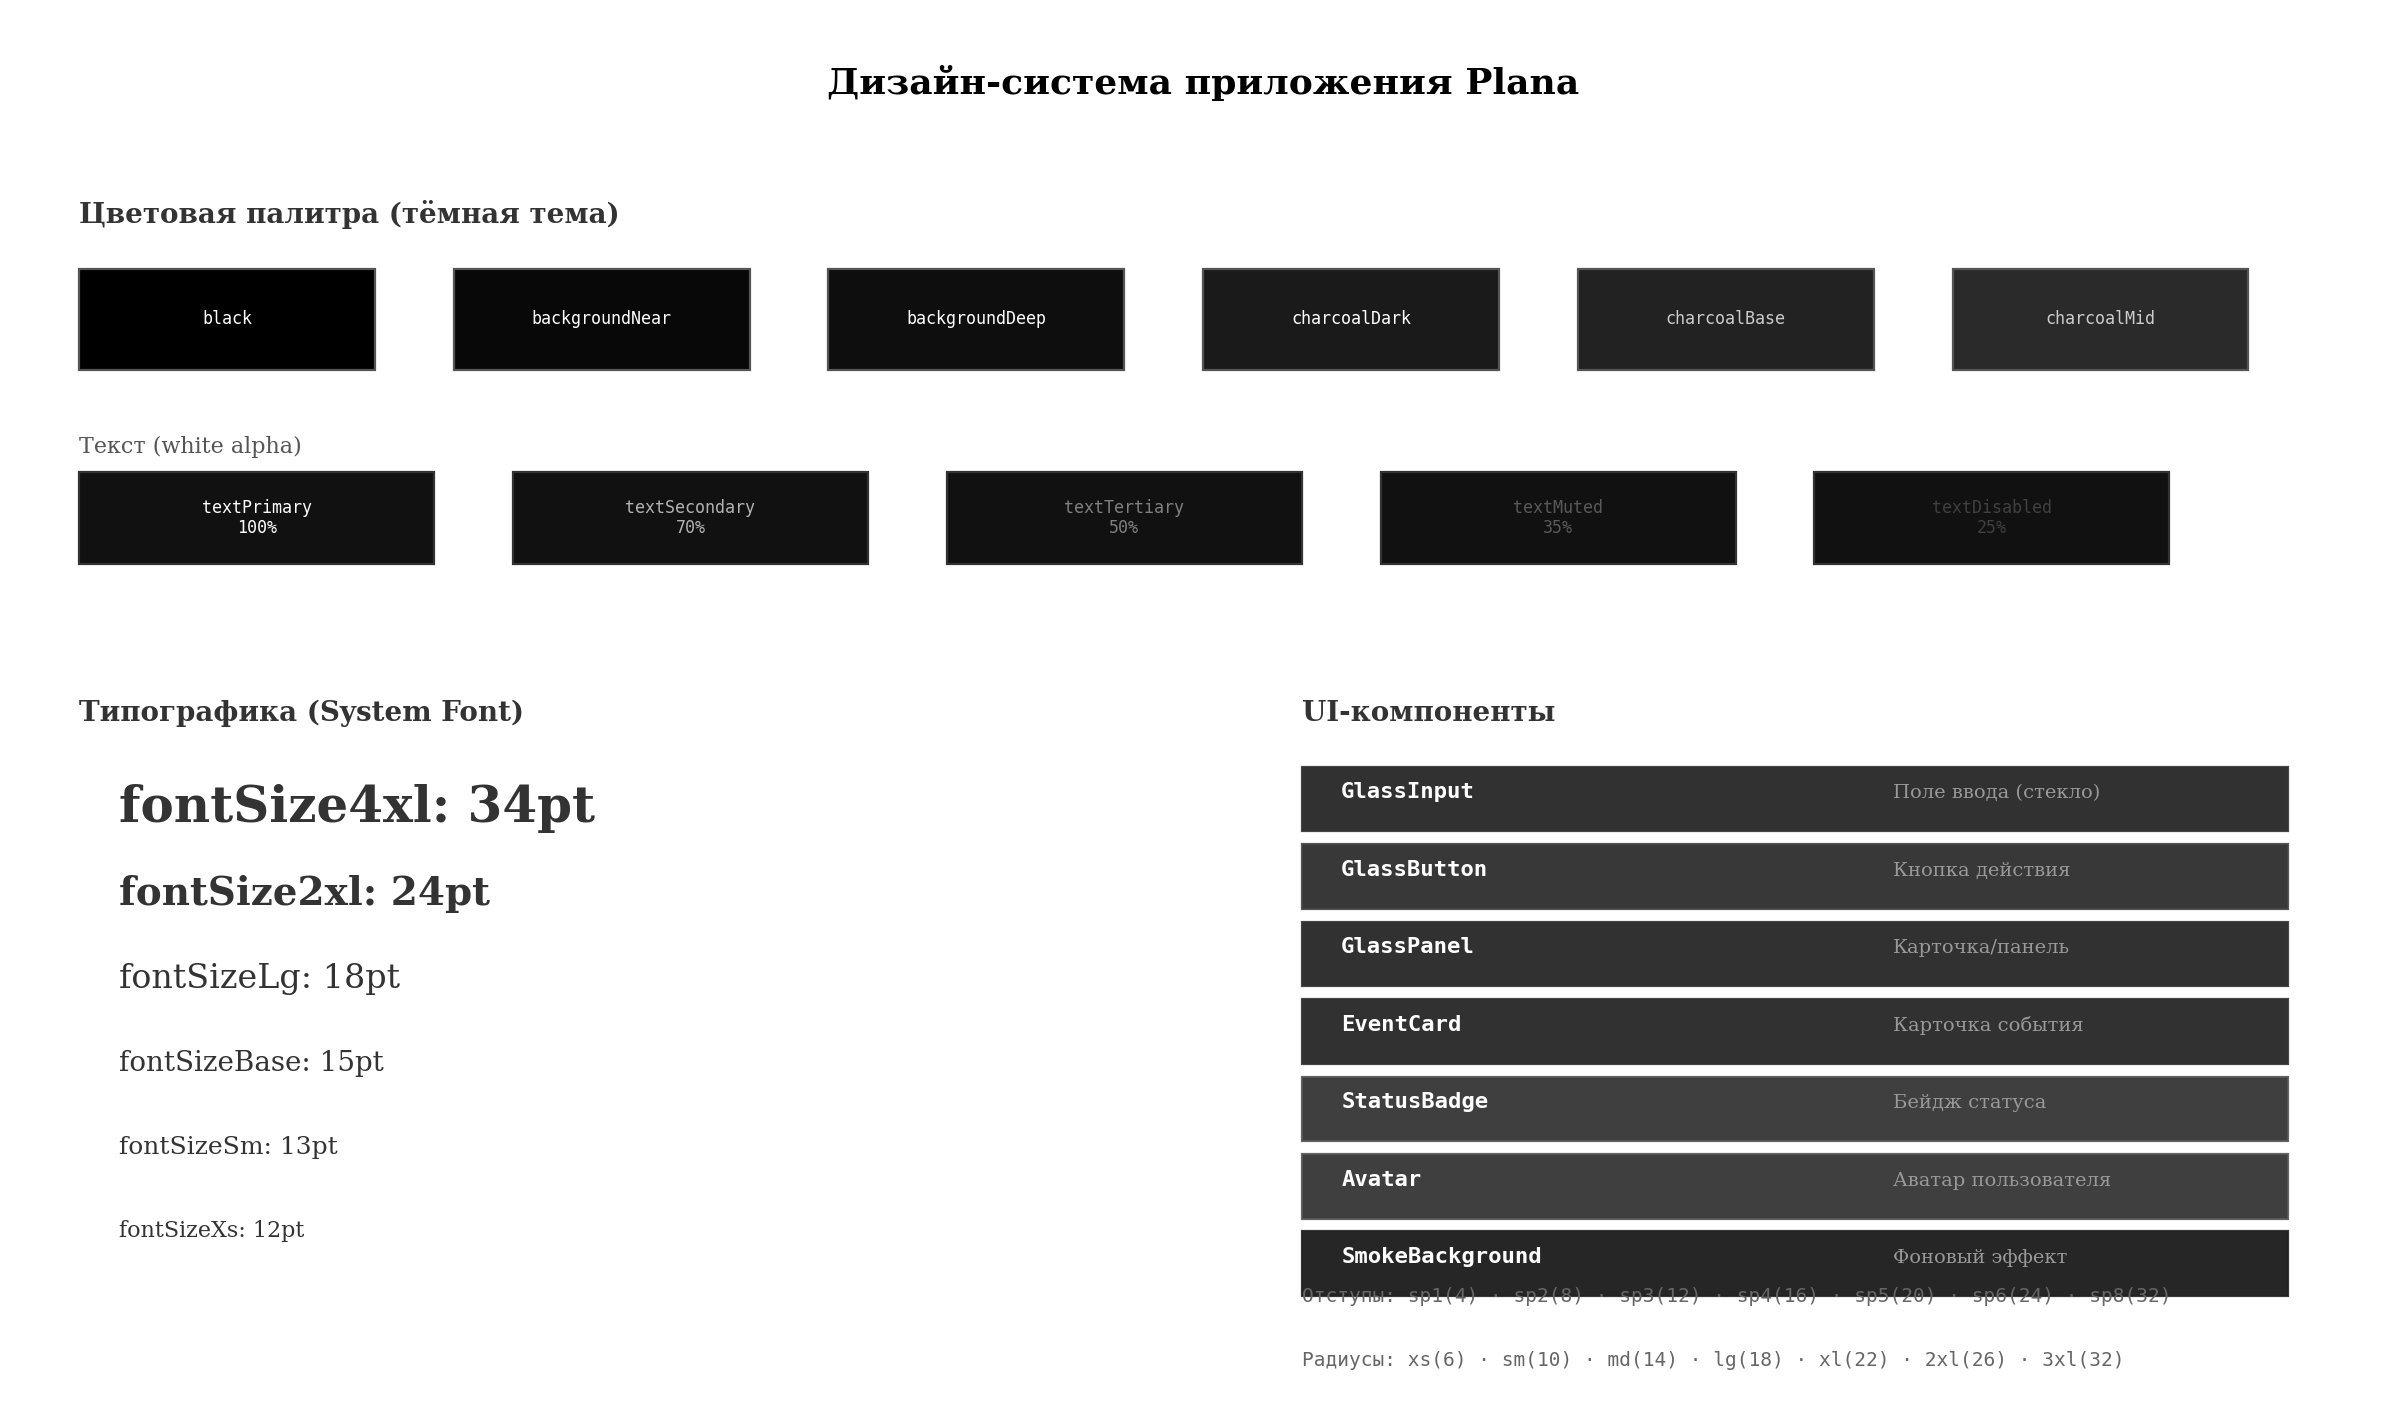 Дизайн-система приложения Plana
Цветовая палитра (тёмная тема)
black
backgroundNear
backgroundDeep
charcoalDark
charcoalBase
charcoalMid
Текст (white alpha)
textPrimary
100%
textSecondary
70%
textTertiary
50%
textMuted
35%
textDisabled
25%
Типографика (System Font)
fontSize4xl: 34pt
fontSize2xl: 24pt
fontSizeLg: 18pt
fontSizeBase: 15pt
fontSizeSm: 13pt
fontSizeXs: 12pt
UI-компоненты
GlassInput Поле ввода (стекло)
GlassButton Кнопка действия
GlassPanel Карточка/панель
EventCard Карточка события
StatusBadge Бейдж статуса
Avatar Аватар пользователя
SmokeBackground Фоновый эффект
Отступы: sp1(4) · sp2(8) · sp3(12) · sp4(16) · sp5(20) · sp6(24) · sp8(32)
Радиусы: xs(6) · sm(10) · md(14) · lg(18) · xl(22) · 2xl(26) · 3xl(32)